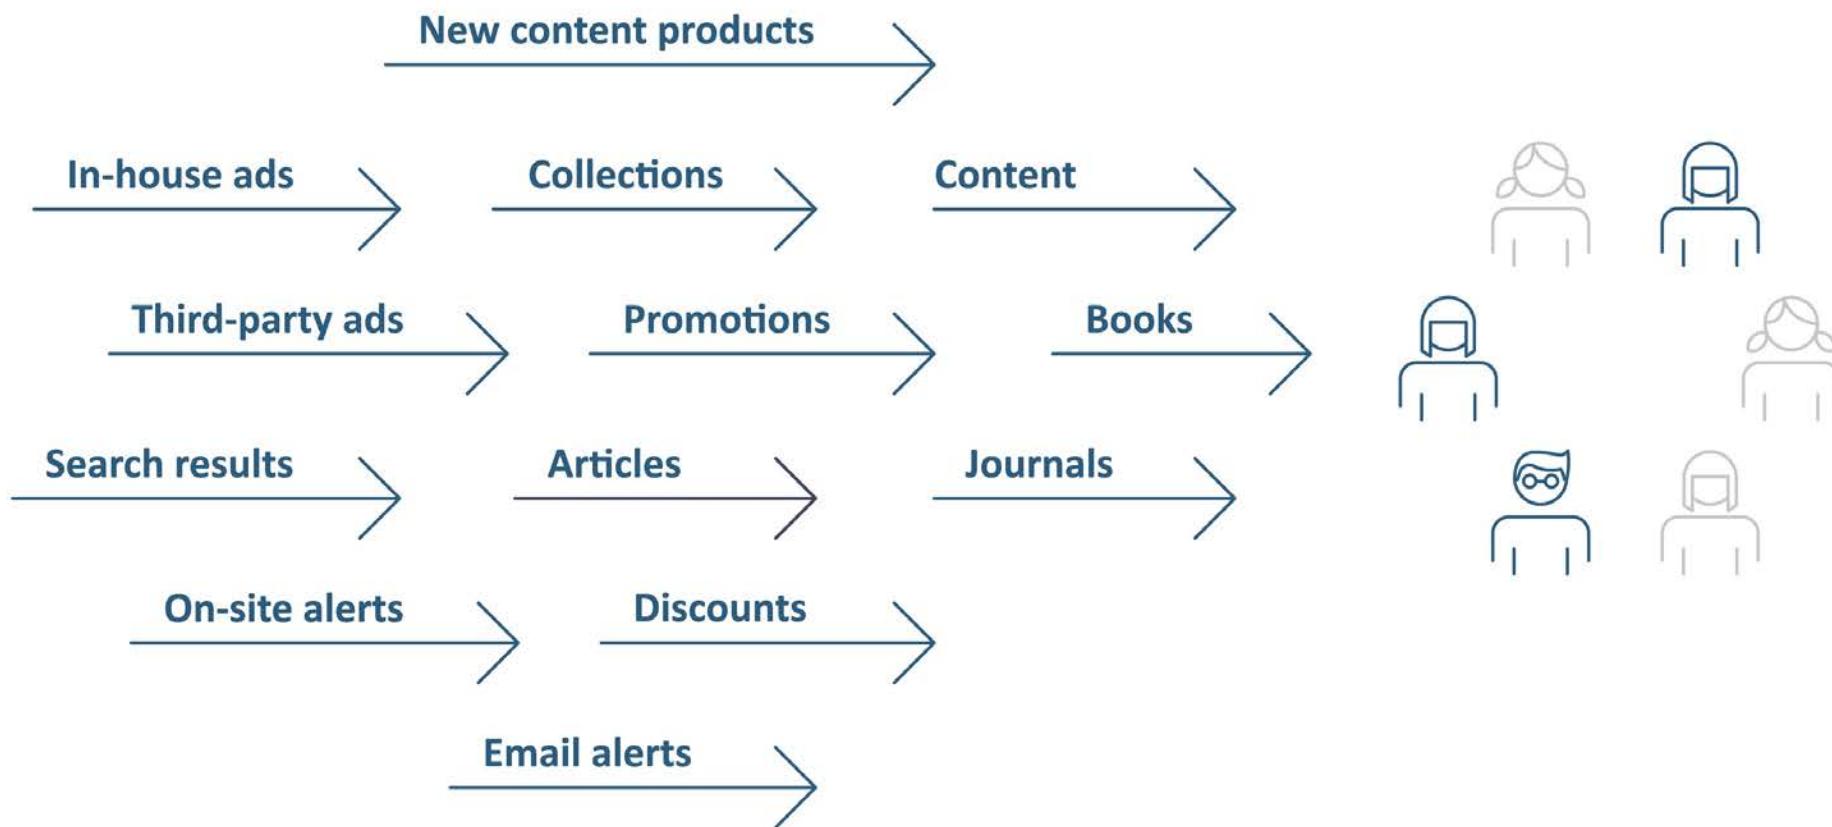 New content products
In-house ads
Collections
Content
Third-party ads
Promotions
Books
Search results
Articles
Journals
On-site alerts
Discounts
Email alerts